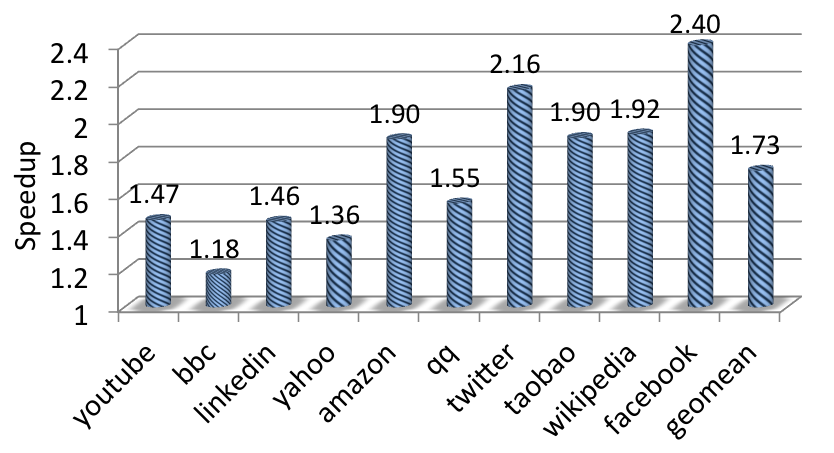 Speedup
2.4
2.2
2
1.8
1.6
1.4
1.2
1
1.47
1.18
1.46
1.36
1.90
1.55
2.16
1.90
1.92
2.40
1.73
youtube
bbc
linkedin
yahoo
amazon
qq
twitter
taobao
wikipedia
facebook
geomean